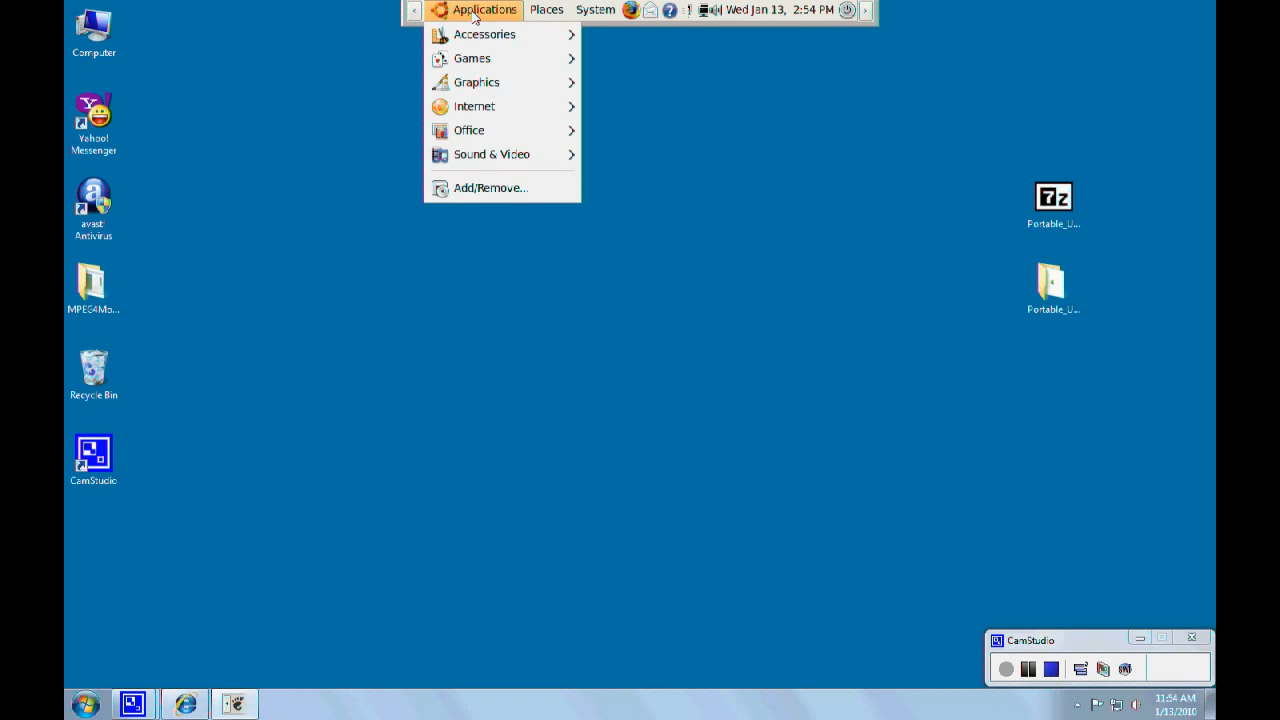 Applications Places System Wed Jan 13, 2:54 PM
Accessories
Games
Graphics
Internet
Office
Sound & Video
Add/Remove...
Computer
Yahoo!
Messenger
avast!
Antivirus
MPEG4Mo...
Recycle Bin
CamStudio
7z
Portable_U...
Portable_U...
CamStudio
11:54 AM
1/13/2010